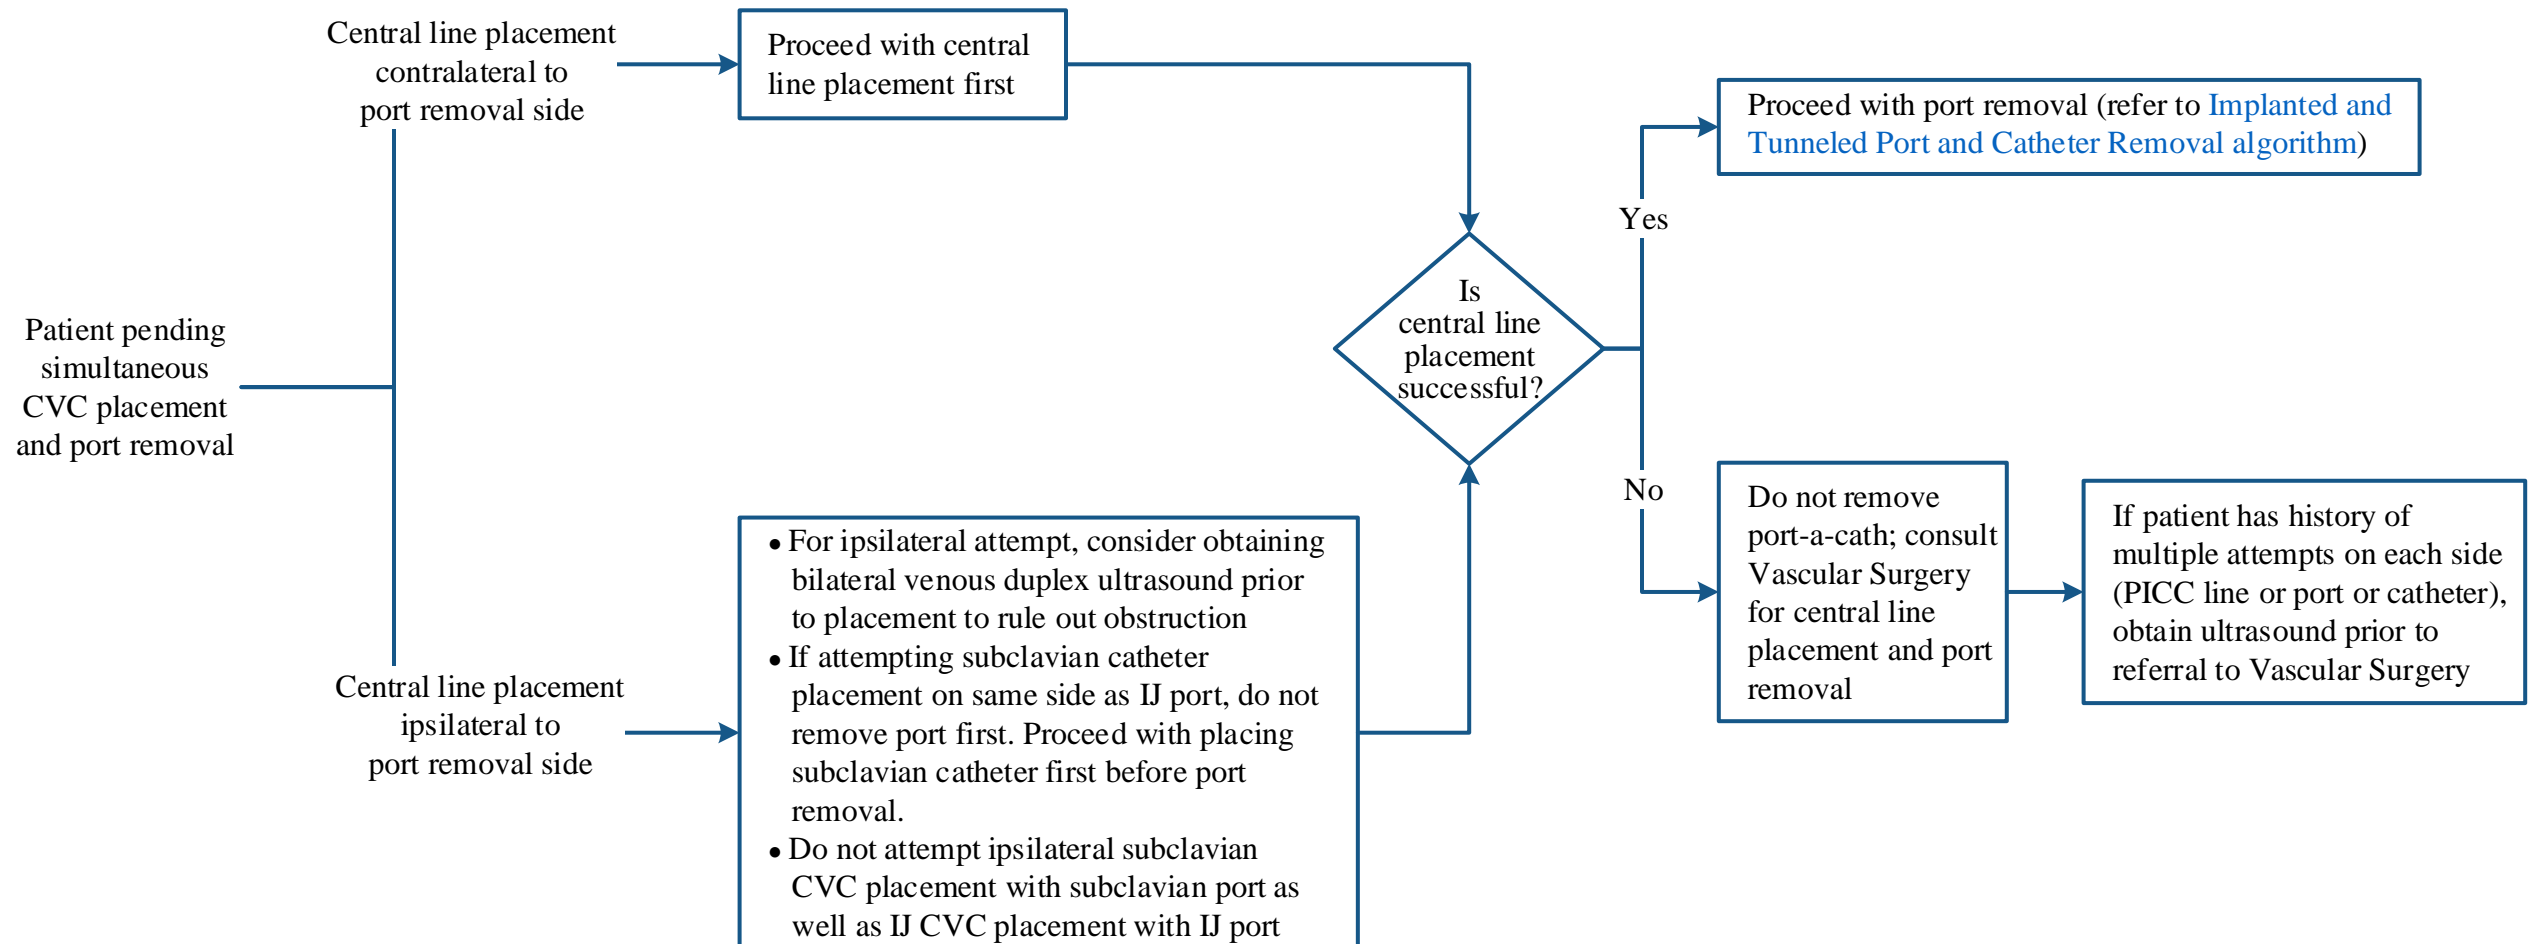 Patient pending
simultaneous
CVC placement
and port removal
Central line placement
contralateral to
port removal side
Proceed with central
line placement first
Central line placement
ipsilateral to
port removal side
● For ipsilateral attempt, consider obtaining
bilateral venous duplex ultrasound prior
to placement to rule out obstruction
● If attempting subclavian catheter
placement on same side as IJ port, do not
remove port first. Proceed with placing
subclavian catheter first before port
removal.
● Do not attempt ipsilateral subclavian
CVC placement with subclavian port as
well as IJ CVC placement with IJ port
Is
central line
placement
successful?
Yes
Proceed with port removal (refer to Implanted and
Tunneled Port and Catheter Removal algorithm)
No
Do not remove
port-a-cath; consult
Vascular Surgery
for central line
placement and port
removal
If patient has history of
multiple attempts on each side
(PICC line or port or catheter),
obtain ultrasound prior to
referral to Vascular Surgery